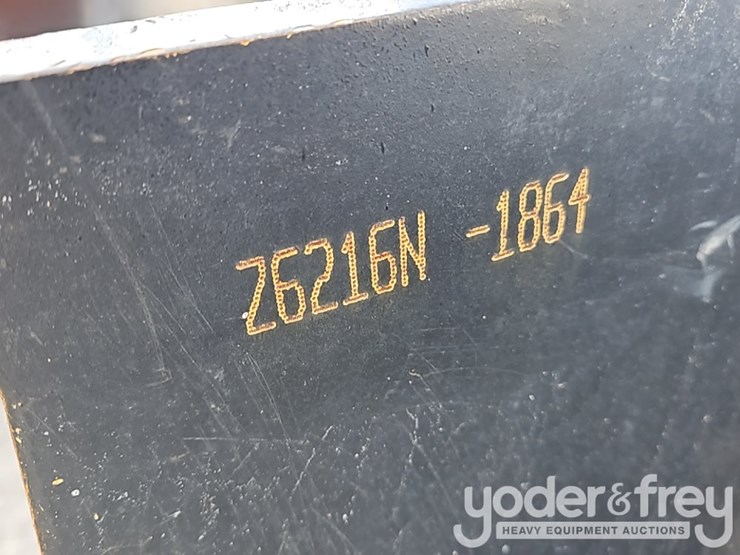 Z6216N -1864
yoder&frey
HEAVY EQUIPMENT AUCTIONS